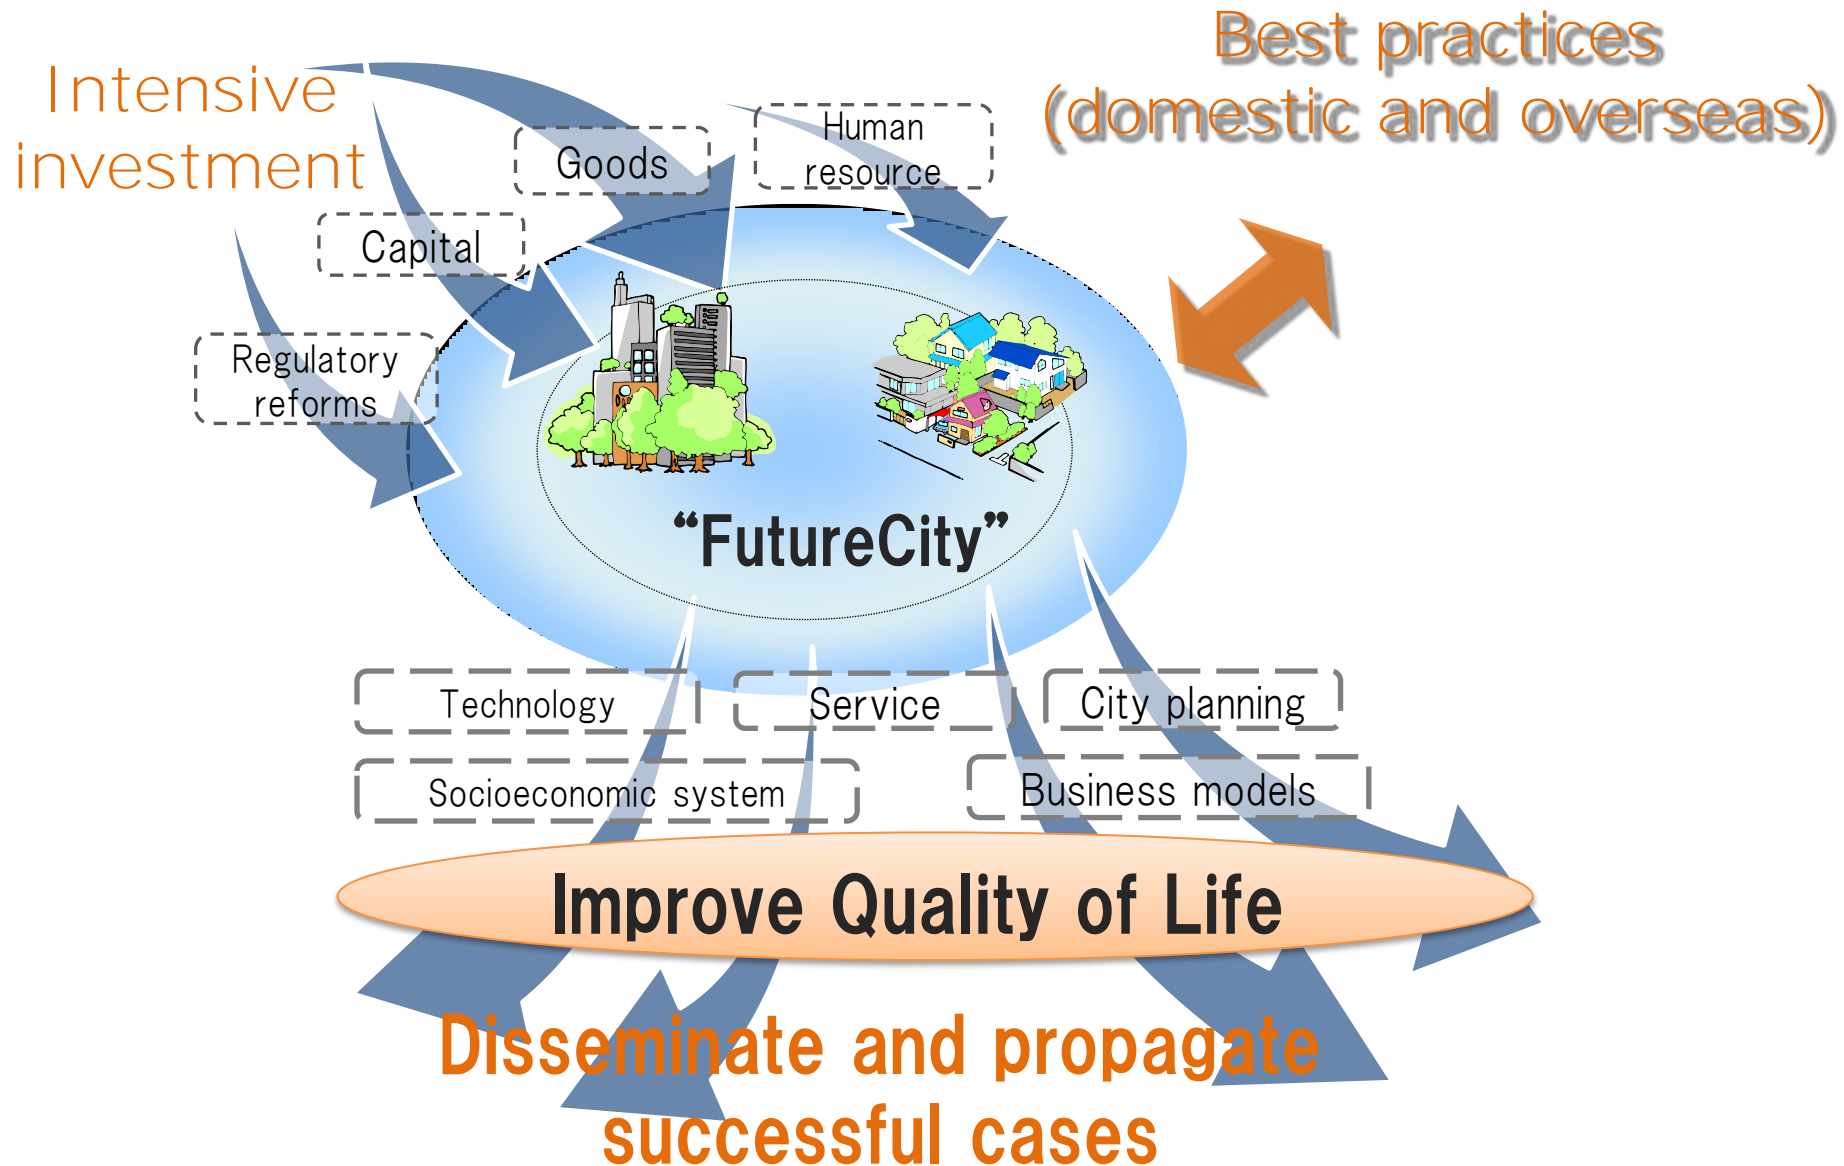 Best practices
(domestic and overseas)
Intensive
investment
Human
resource
Goods
Capital
Regulatory
reforms
“FutureCity”
Technology
Service
City planning
Socioeconomic system
Business models
Improve Quality of Life
Disseminate and propagate
successful cases